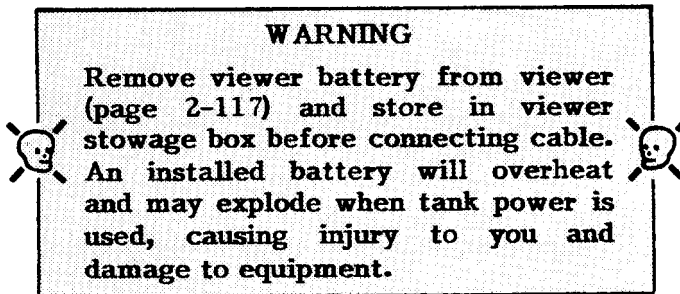 WARNING
Remove viewer battery from viewer
(page 2-117) and store in viewer
stowage box before connecting cable.
An installed battery will overheat
and may explode when tank power is
used, causing injury to you and
damage to equipment.